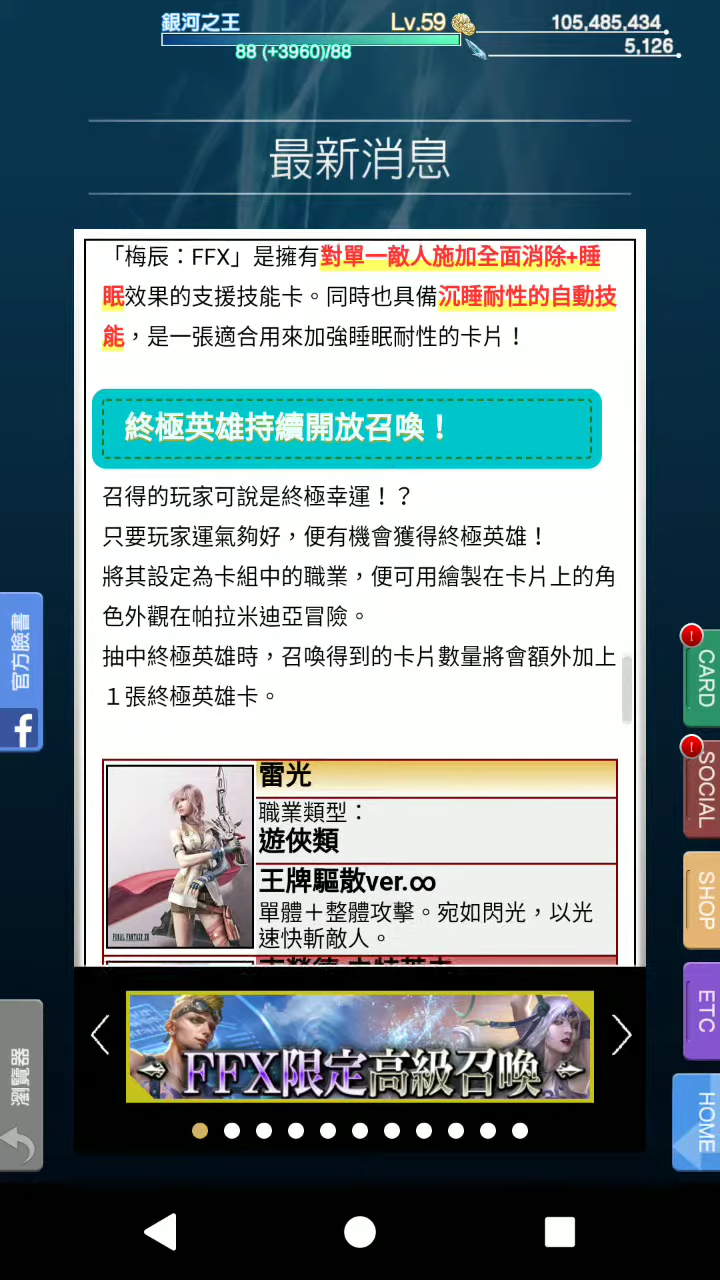 銀河之王
Lv.59
105,485,434
88 (+3960)/88
5,126
最新消息
「梅辰：FFX」是擁有對單一敵人施加全面消除+睡
眠效果的支援技能卡。同時也具備沉睡耐性的自動技
能，是一張適合用來加強睡眠耐性的卡片！
終極英雄持續開放召喚！
召得的玩家可說是終極幸運！？
只要玩家運氣夠好，便有機會獲得終極英雄！
將其設定為卡組中的職業，便可用繪製在卡片上的角
色外觀在帕拉米迪亞冒險。
抽中終極英雄時，召喚得到的卡片數量將會額外加上
１張終極英雄卡。
雷光
職業類型：
遊俠類
王牌驅散ver.∞
單體＋整體攻擊。宛如閃光，以光
速快斬敵人。
FINAL FANTASY XIII
FFX限定高級召喚
官方臉書
f
瀏覽器
!
CARD
!
SOCIAL
SHOP
ETC
HOME